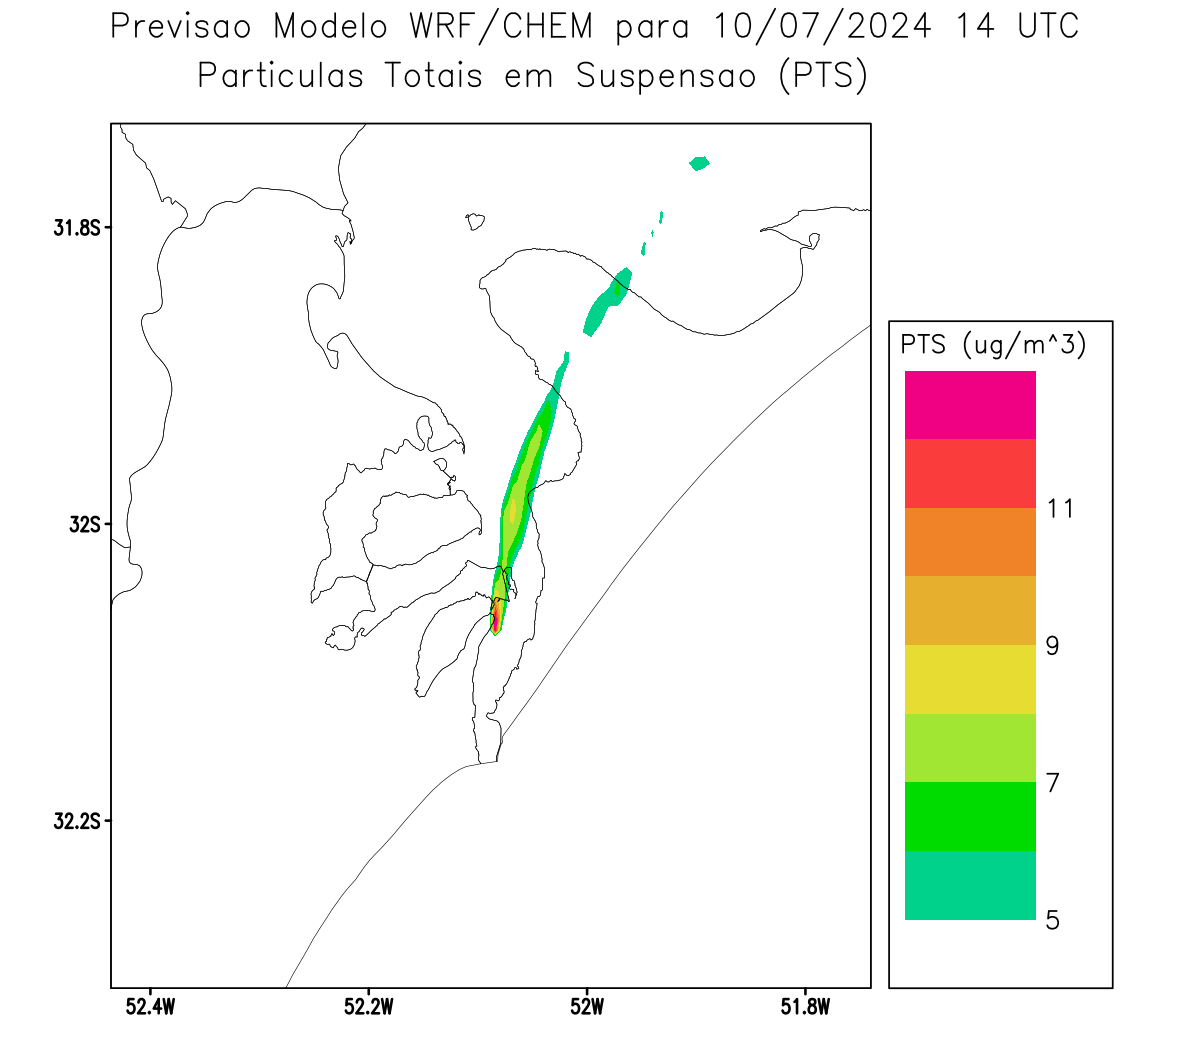 Previsao Modelo WRF/CHEM para 10/07/2024 14 UTC
Particulas Totais em Suspensao (PTS)
31.8S
32S
32.2S
52.4W
52.2W
52W
51.8W
PTS (ug/m^3)
11
9
7
5